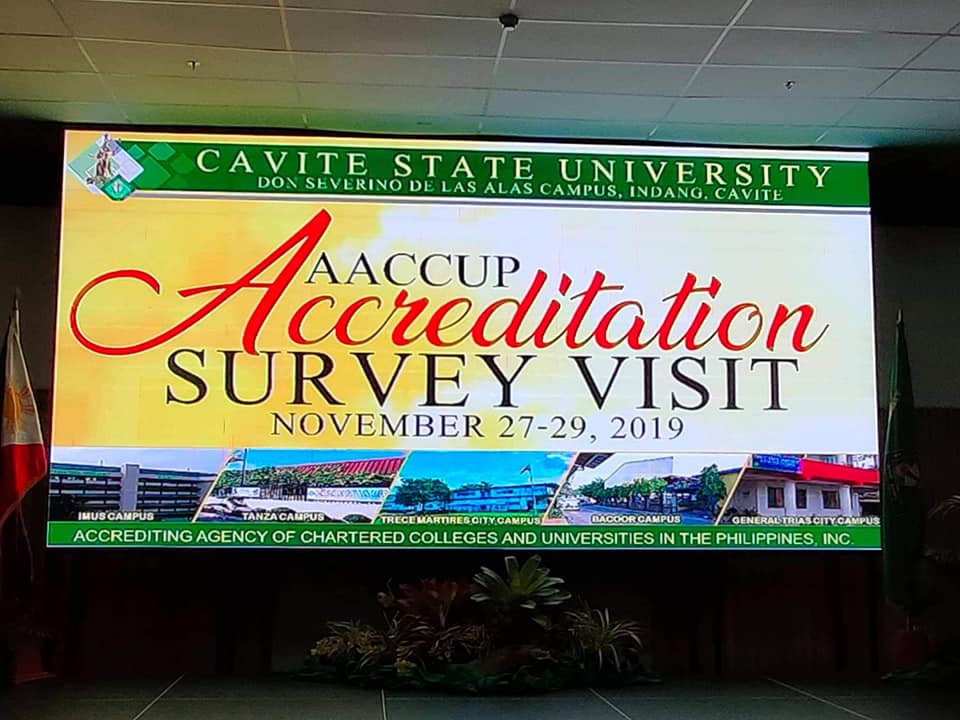 CAVITE STATE UNIVERSITY
DON SEVERINO DE LAS ALAS CAMPUS, INDANG, CAVITE
AACCUP
Accreditation
SURVEY VISIT
NOVEMBER 27-29, 2019
IMUS CAMPUS
TANZA CAMPUS
TRECE MARTIRES CITY CAMPUS
BACOOR CAMPUS
GENERAL TRIAS CITY CAMPUS
ACCREDITING AGENCY OF CHARTERED COLLEGES AND UNIVERSITIES IN THE PHILIPPINES, INC.